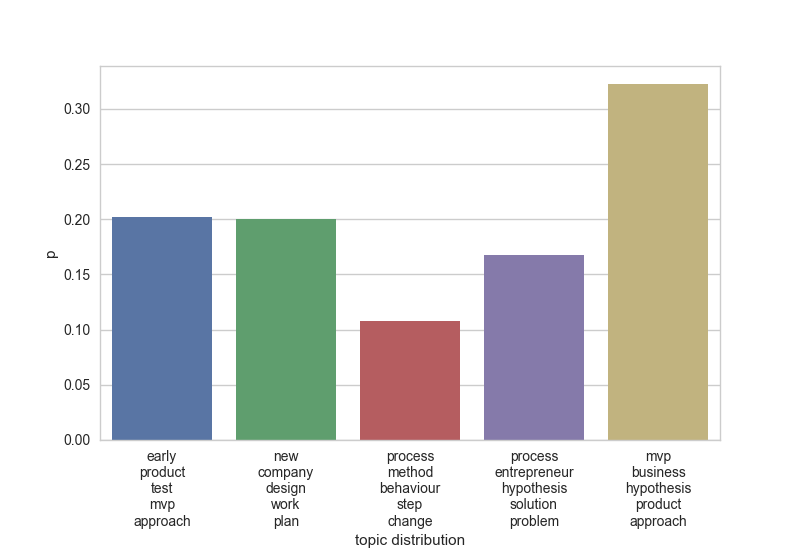 0.30
0.25
0.20
0.15
0.10
0.05
0.00
p
early
product
test
mvp
approach
new
company
design
work
plan
process
method
behaviour
step
change
process
entrepreneur
hypothesis
solution
problem
mvp
business
hypothesis
product
approach
topic distribution